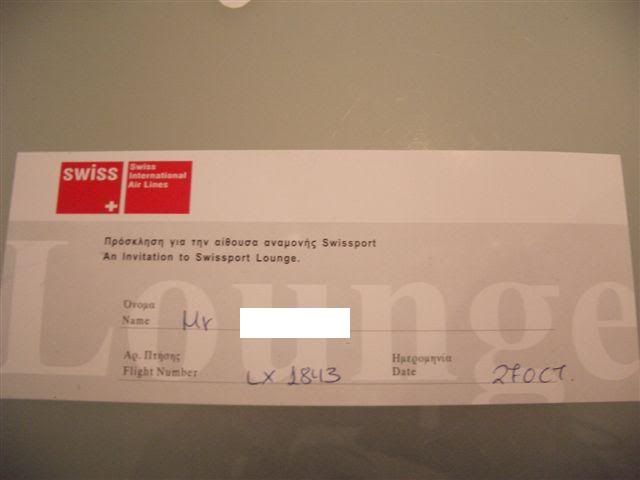 swiss
Swiss
International
Air Lines
Πρόσκληση για την αίθουσα αναμονής Swissport
An Invitation to Swissport Lounge.
Lounge
Όνομα
Name Mr
Αρ. Πτήσης
Flight Number LX 1843
Ημερομηνία
Date 27OCT.